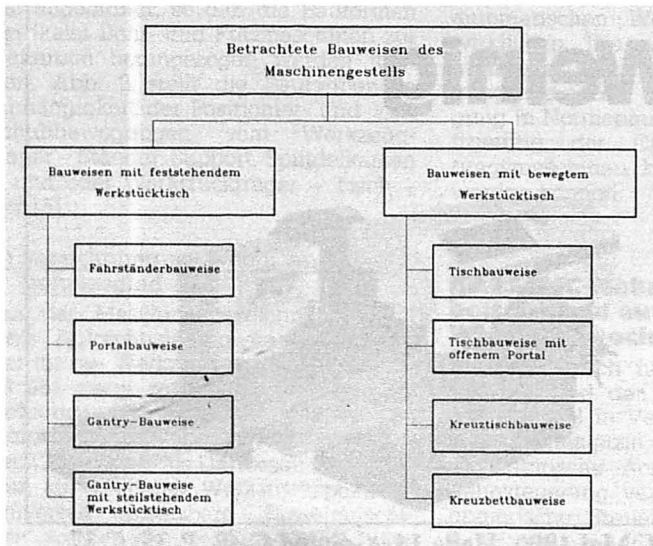 Betrachtete Bauweisen des
Maschinengestells
Bauweisen mit feststehendem
Werkstücktisch
Bauweisen mit bewegtem
Werkstücktisch
Fahrständerbauweise
Portalbauweise
Gantry-Bauweise
Gantry-Bauweise
mit steilstehendem
Werkstücktisch
Tischbauweise
Tischbauweise mit
offenem Portal
Kreuztischbauweise
Kreuzbettbauweise